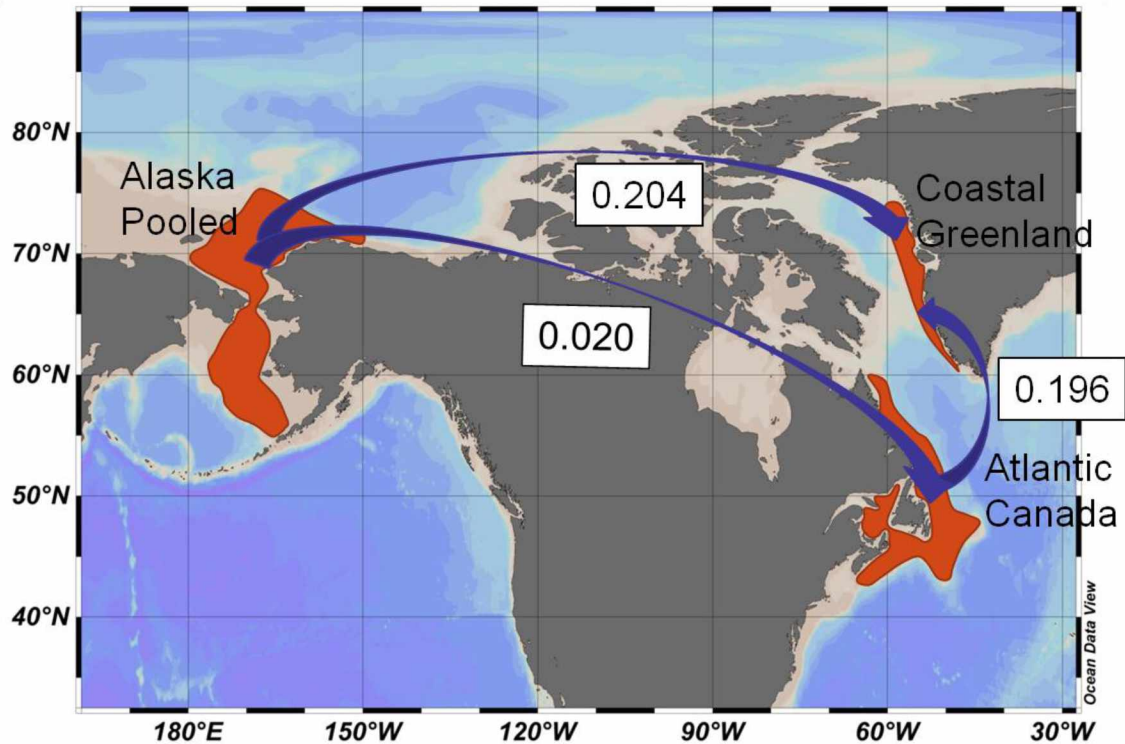 80°N
70°N
60°N
50°N
40°N
Alaska
Pooled
0.204
Coastal
Greenland
0.020
0.196
Atlantic
Canada
Ocean Data View
180°E
150°W
120°W
90°W
60°W
30°W